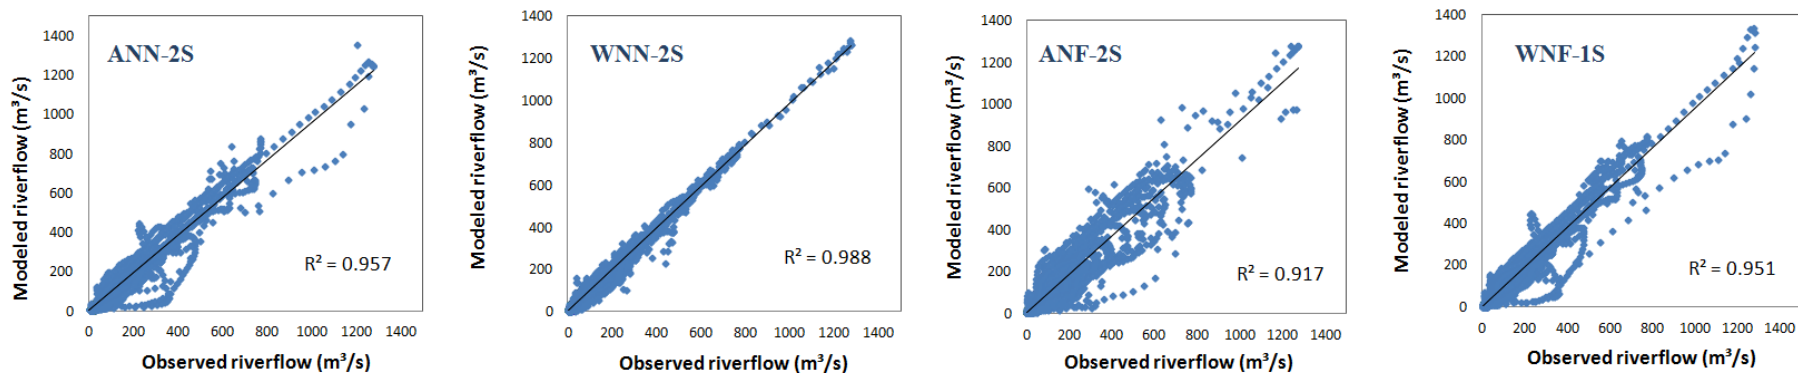 ANN-2S
Modeled riverflow (m³/s)
1400
1200
1000
800
600
400
200
0
R² = 0.957
0 200 400 600 800 1000 1200 1400
Observed riverflow (m³/s)
WNN-2S
Modeled riverflow (m³/s)
1400
1200
1000
800
600
400
200
0
R² = 0.988
0 200 400 600 800 1000 1200 1400
Observed riverflow (m³/s)
ANF-2S
Modeled riverflow (m³/s)
1400
1200
1000
800
600
400
200
0
R² = 0.917
0 200 400 600 800 1000 1200 1400
Observed riverflow (m³/s)
WNF-1S
Modeled riverflow (m³/s)
1400
1200
1000
800
600
400
200
0
R² = 0.951
0 200 400 600 800 1000 1200 1400
Observed riverflow (m³/s)